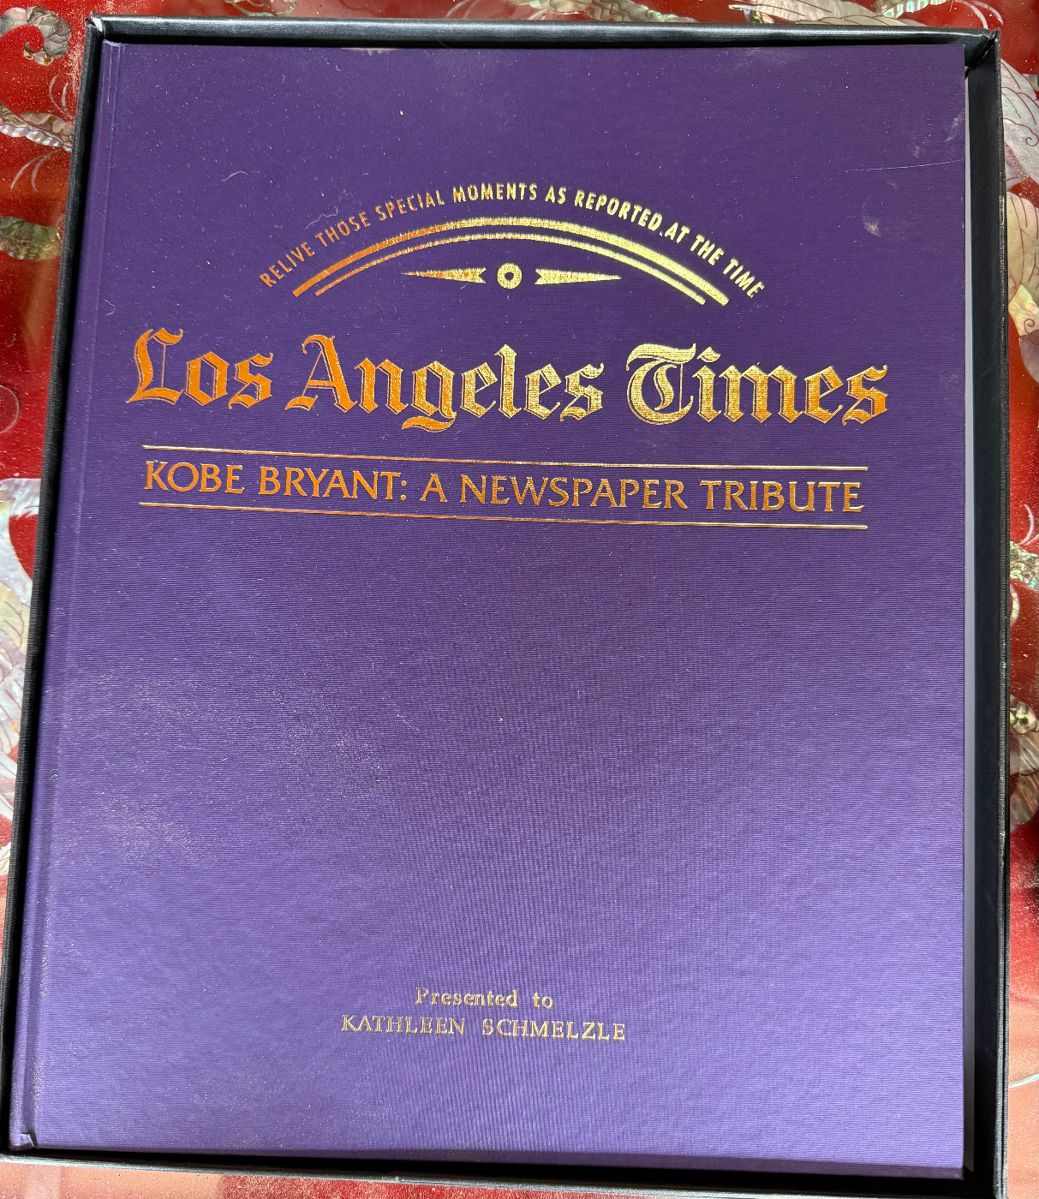 RELIVE THOSE SPECIAL MOMENTS AS REPORTED AT THE TIME
Los Angeles Times
KOBE BRYANT: A NEWSPAPER TRIBUTE
Presented to
KATHLEEN SCHMELZLE